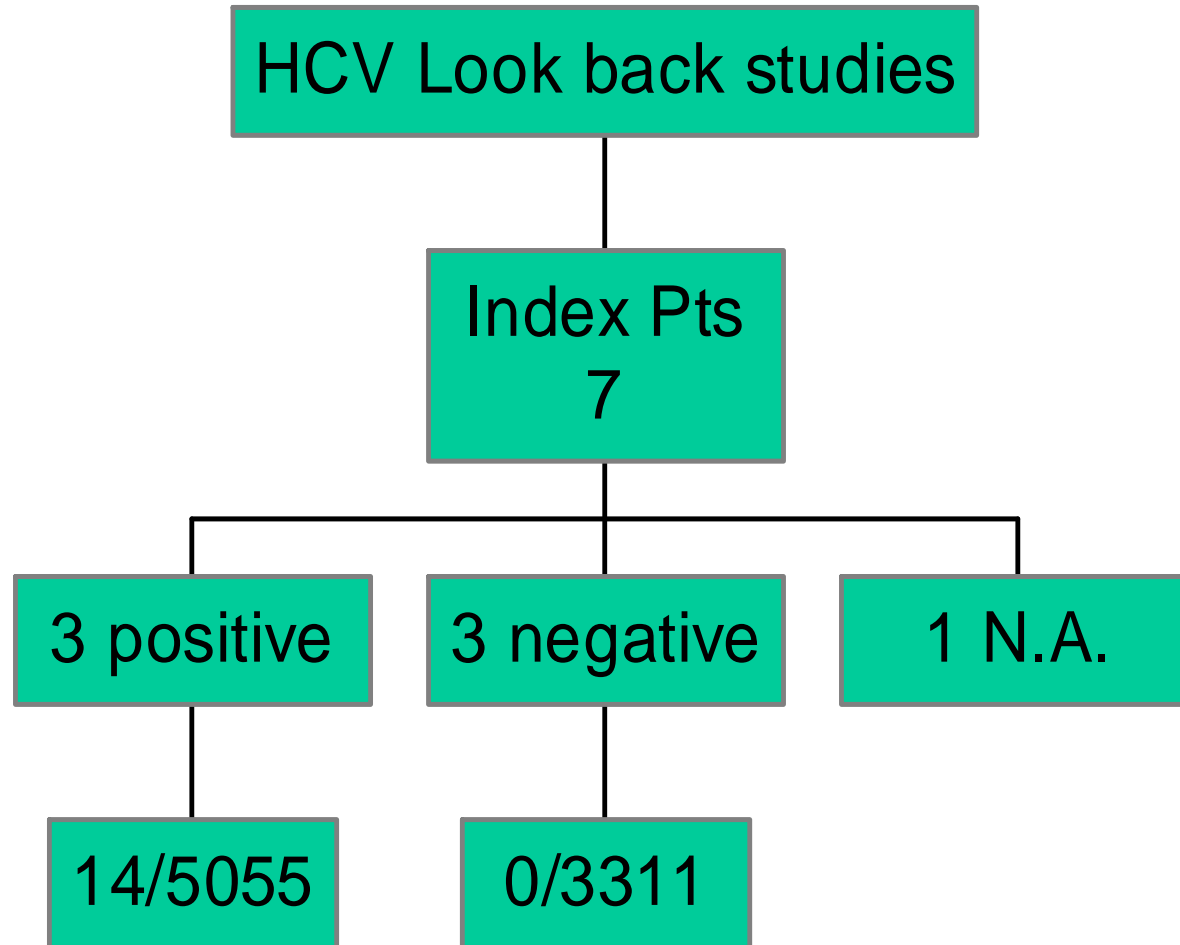 HCV Look back studies
Index Pts
7
3 positive
3 negative
1 N.A.
14/5055
0/3311